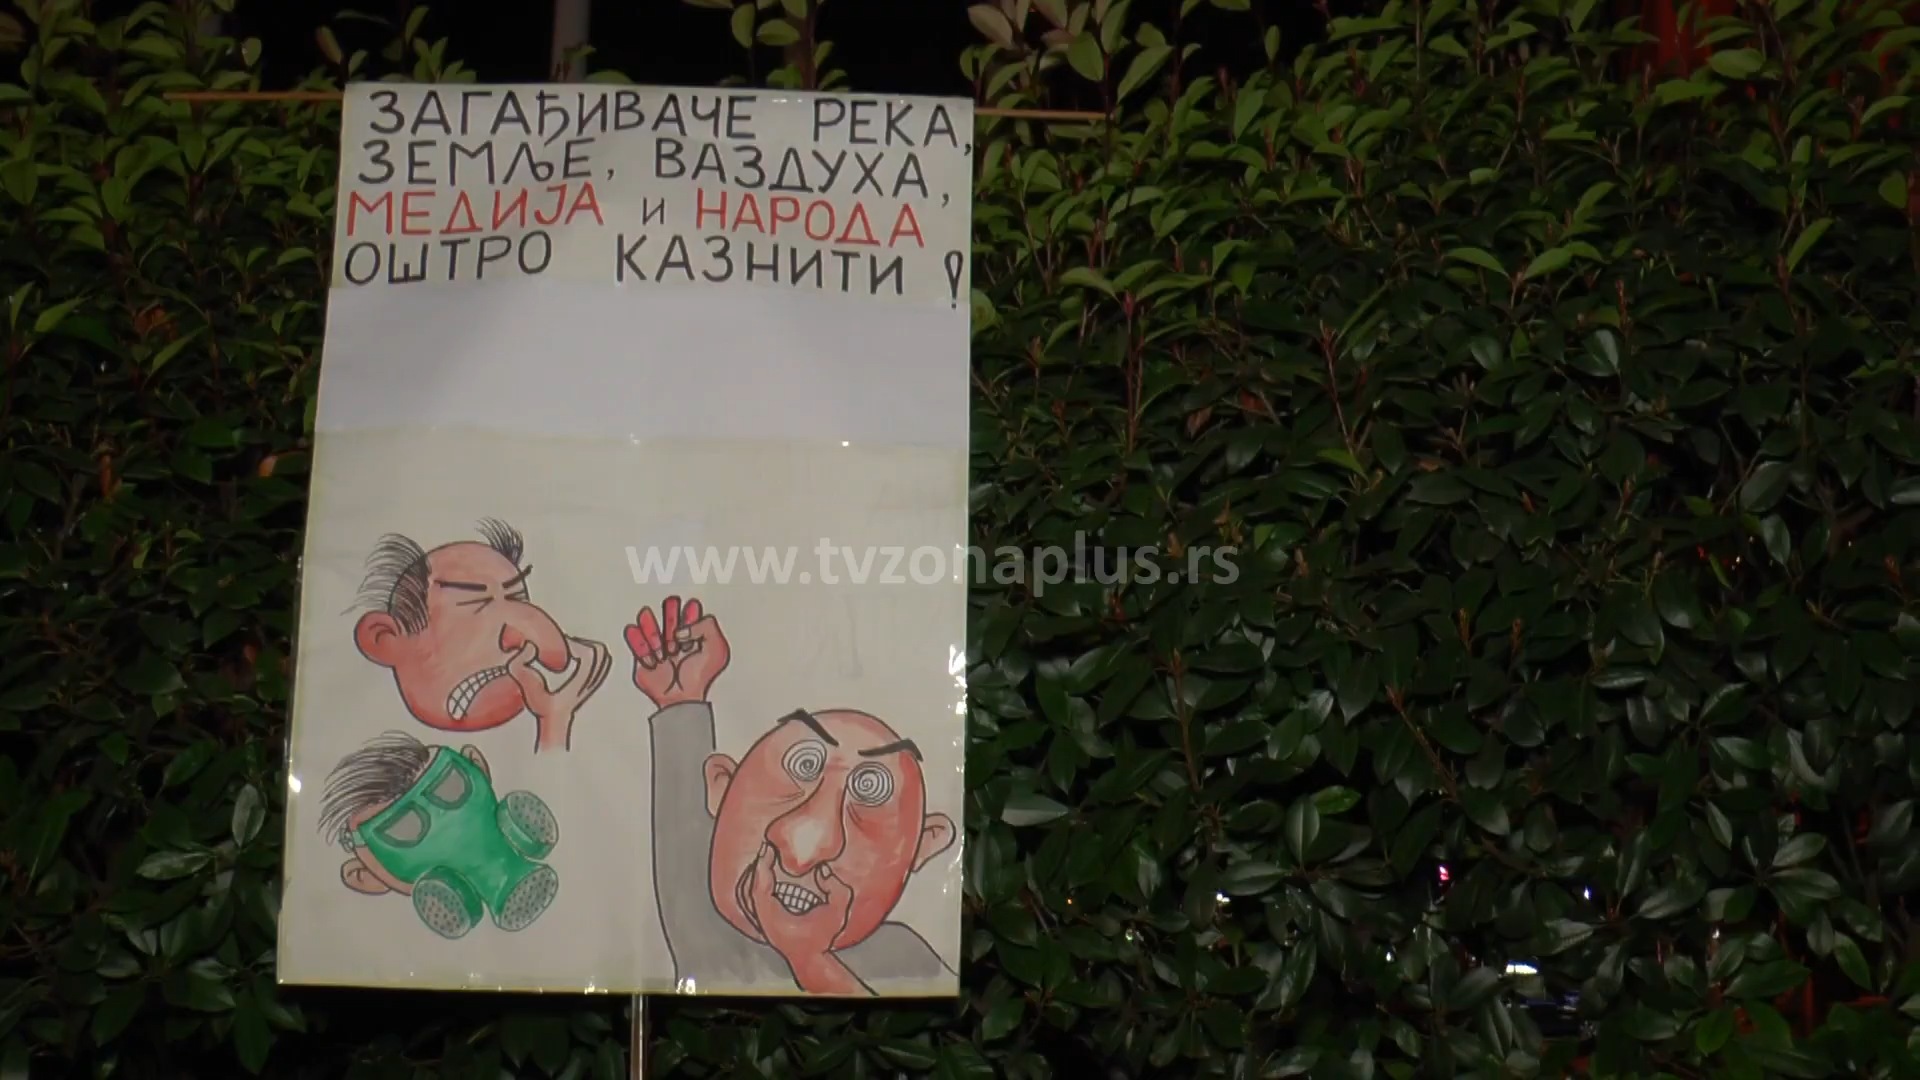 ЗАГАЂИВАЧЕ РЕКА,
ЗЕМЉЕ, ВАЗДУХА,
МЕДИЈА и НАРОДА
ОШТРО КАЗНИТИ!
www.tvzonaplus.rs